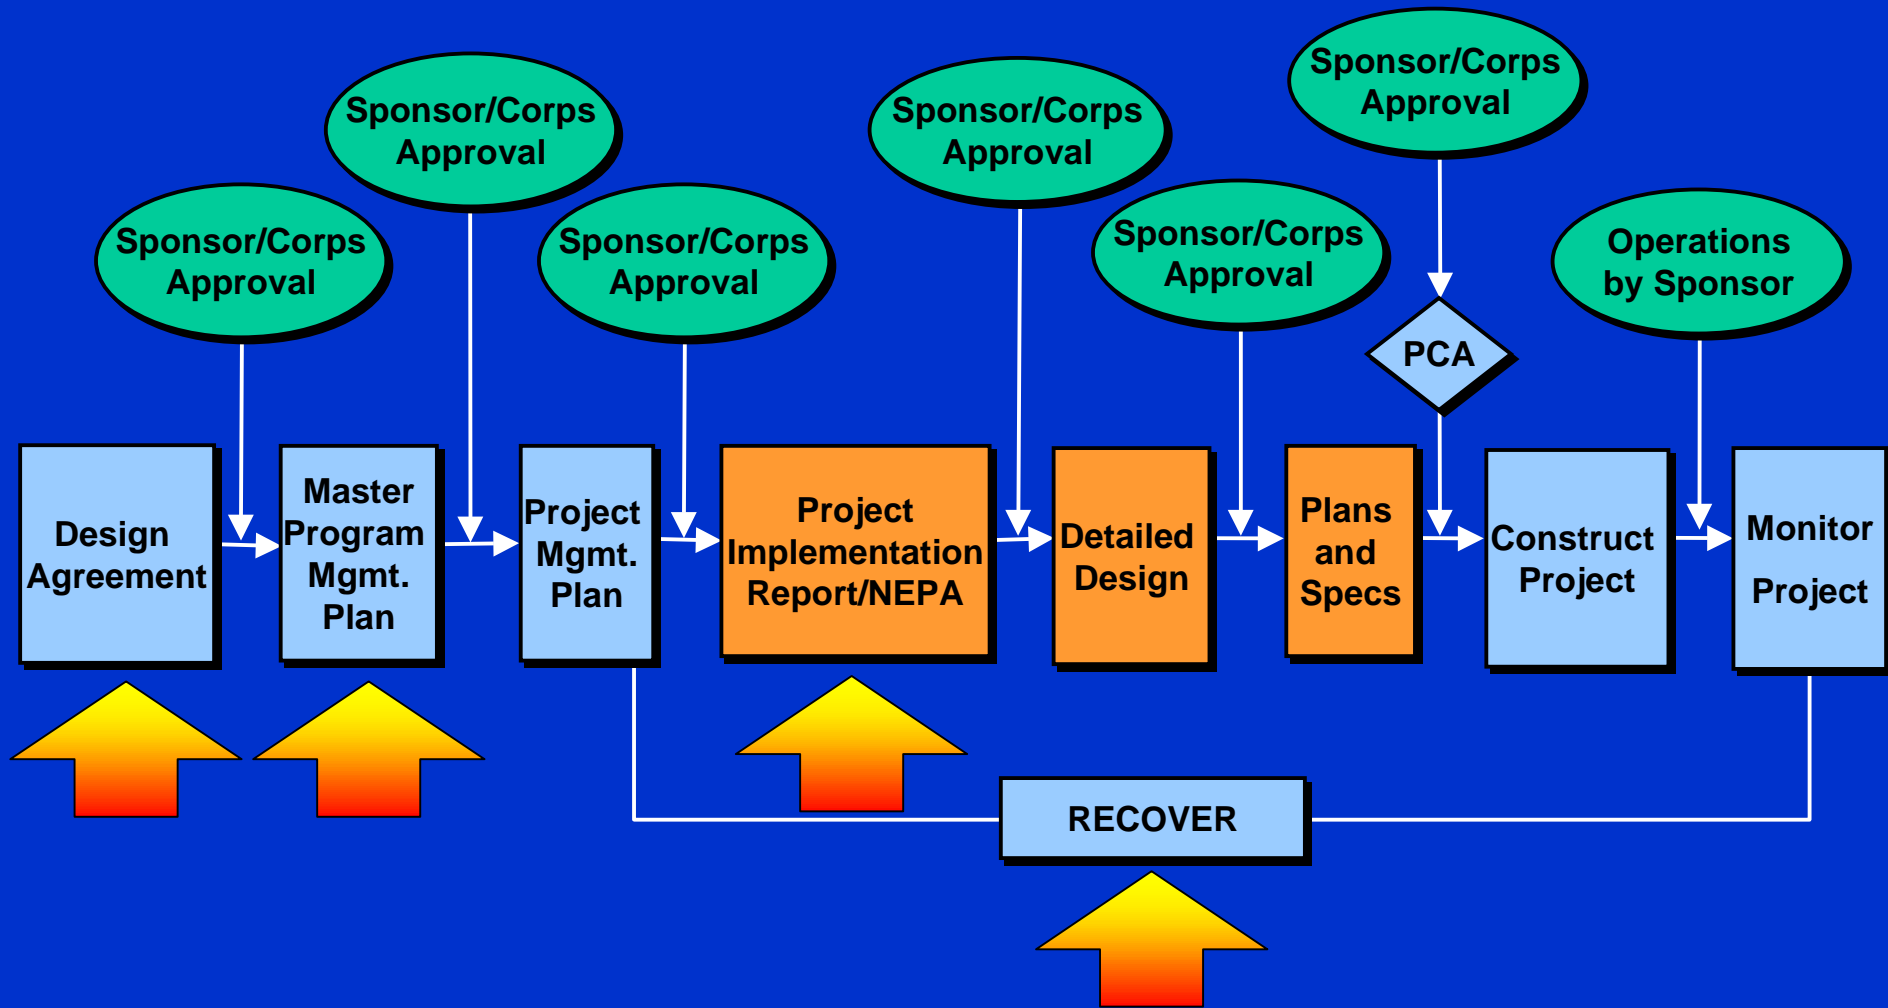 Sponsor/Corps
Approval
Sponsor/Corps
Approval
Sponsor/Corps
Approval
Sponsor/Corps
Approval
Sponsor/Corps
Approval
Sponsor/Corps
Approval
Operations
by Sponsor
PCA
Design
Agreement
Master
Program
Mgmt.
Plan
Project
Mgmt.
Plan
Project
Implementation
Report/NEPA
Detailed
Design
Plans
and
Specs
Construct
Project
Monitor
Project
RECOVER